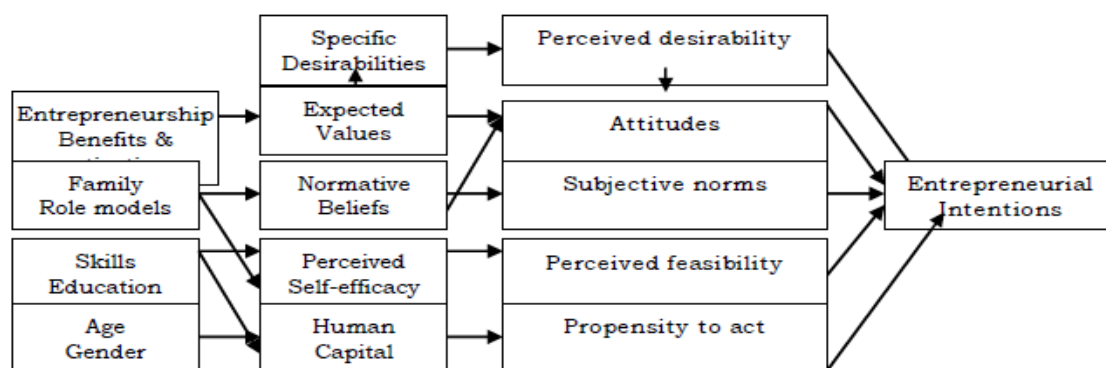 Specific
Desirabilities
Perceived desirability
Entrepreneurship
Benefits &
Expected
Values
Attitudes
Family
Role models
Normative
Beliefs
Subjective norms
Entrepreneurial
Intentions
Skills
Education
Perceived
Self-efficacy
Perceived feasibility
Age
Gender
Human
Capital
Propensity to act